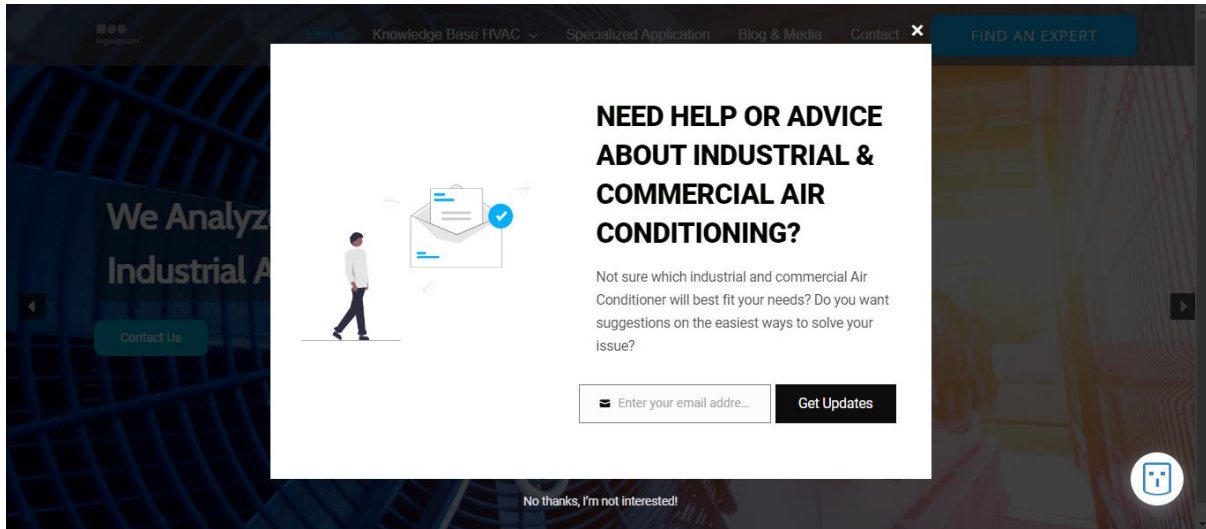 logoipsum
Home Knowledge Base HVAC Specialized Application Blog & Media Contact FIND AN EXPERT
We Analyz
Industrial A
Contact Us
NEED HELP OR ADVICE
ABOUT INDUSTRIAL &
COMMERCIAL AIR
CONDITIONING?
Not sure which industrial and commercial Air
Conditioner will best fit your needs? Do you want
suggestions on the easiest ways to solve your
issue?
Enter your email addre...
Get Updates
No thanks, I'm not interested!